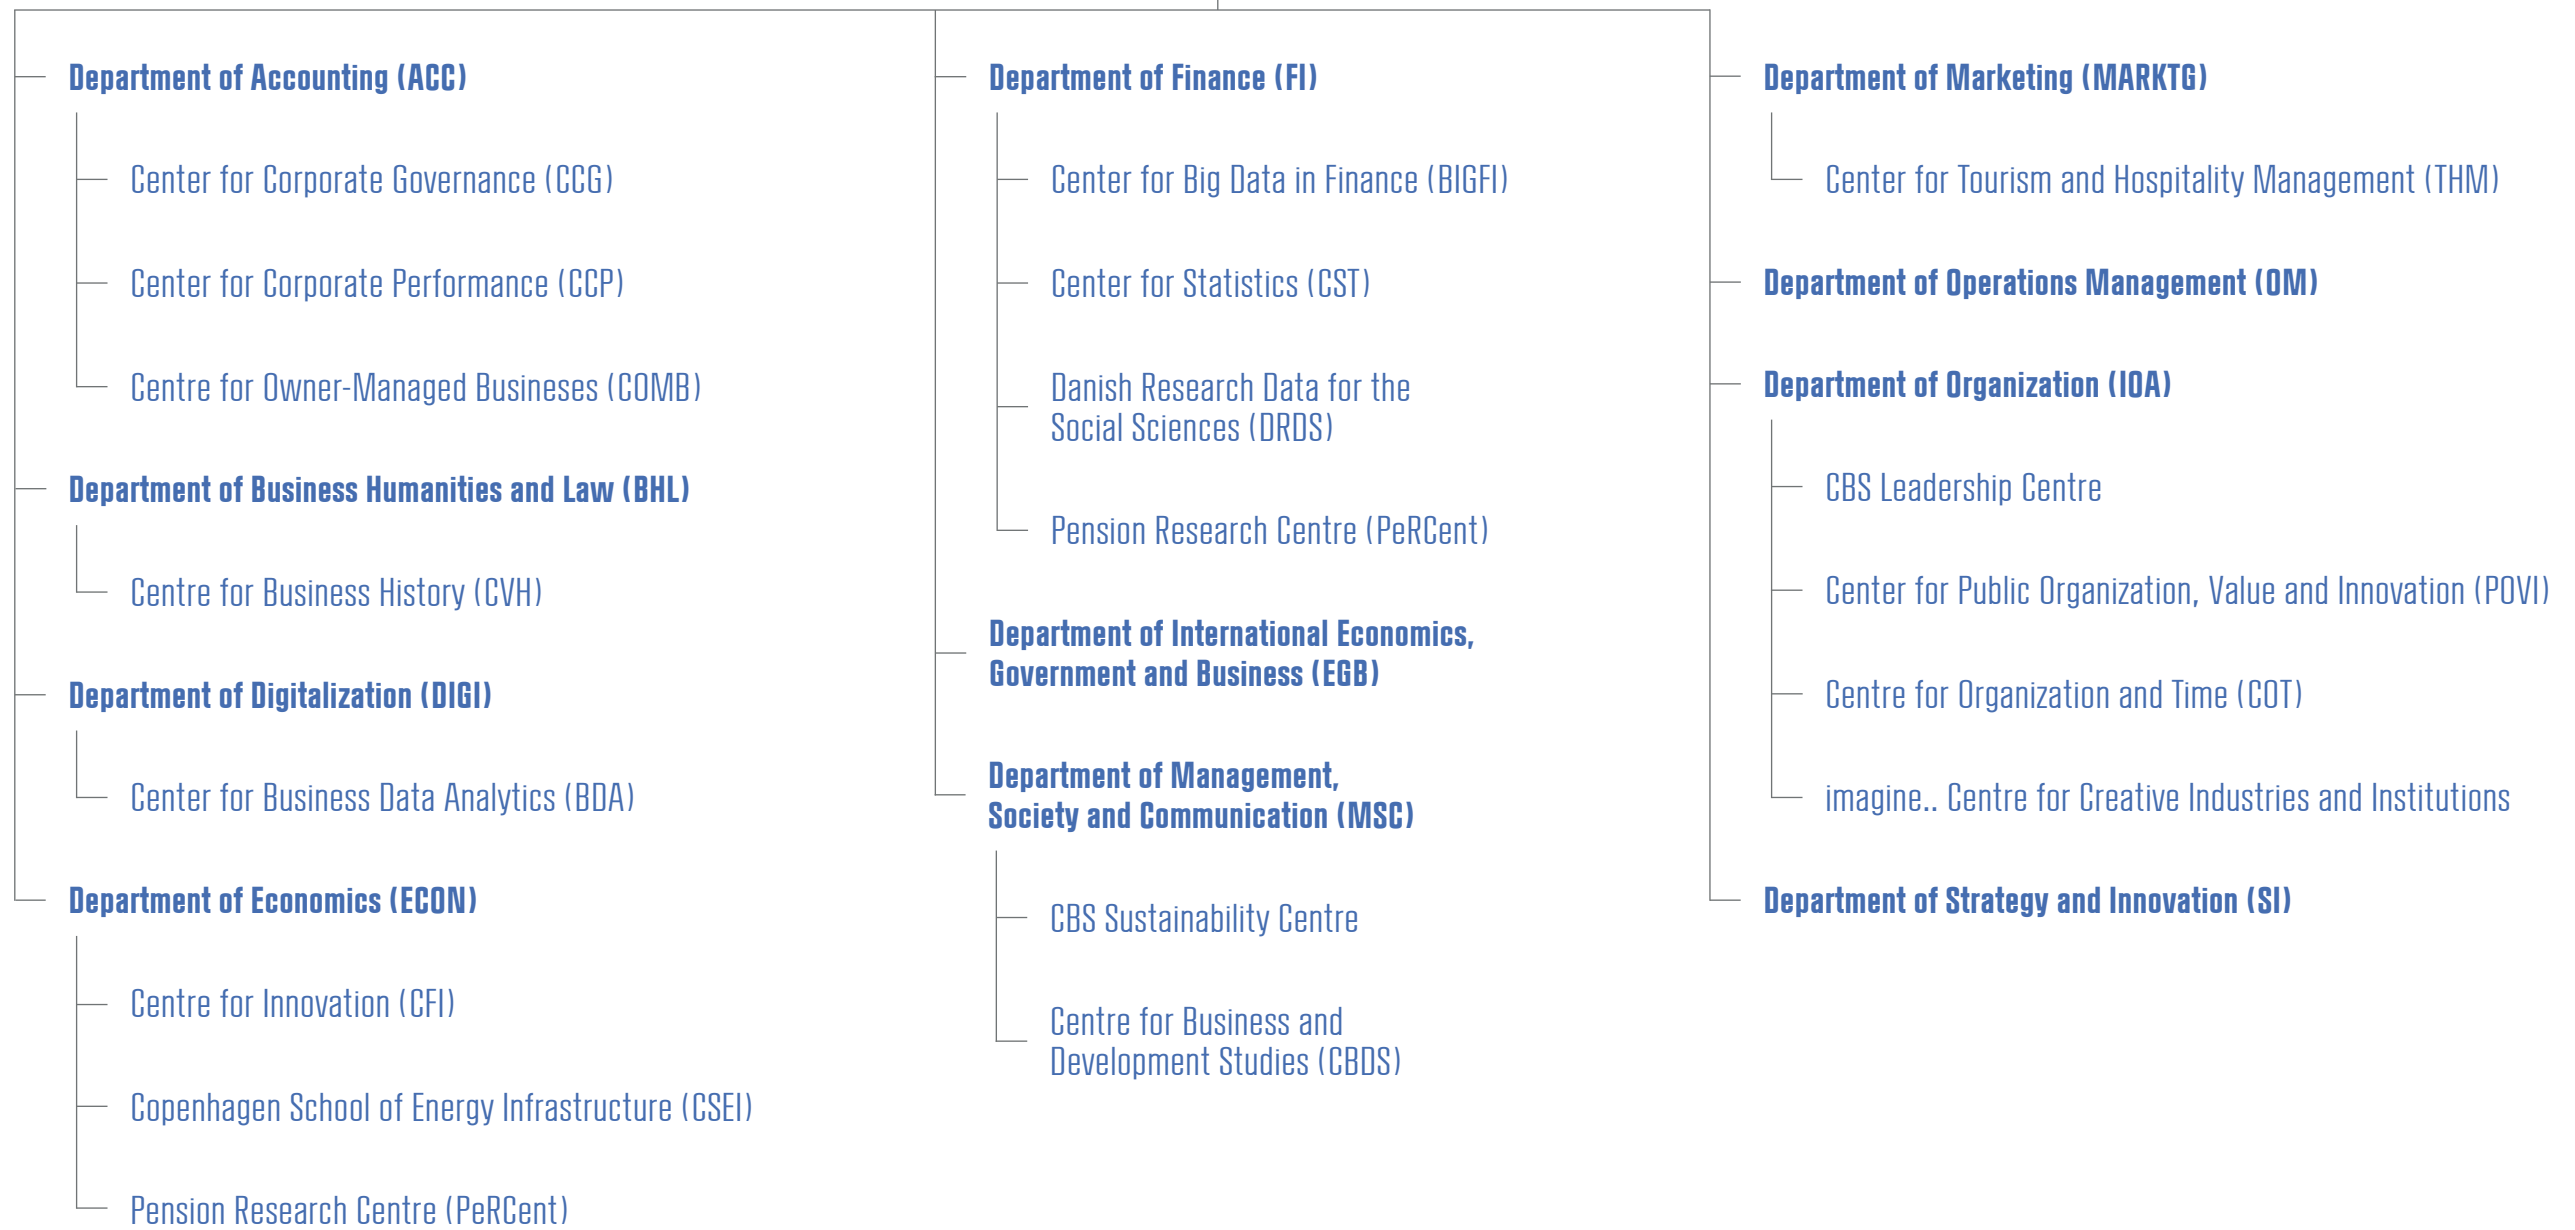 Department of Accounting (ACC)
Center for Corporate Governance (CCG)
Center for Corporate Performance (CCP)
Centre for Owner-Managed Busineses (COMB)
Department of Business Humanities and Law (BHL)
Centre for Business History (CVH)
Department of Digitalization (DIGI)
Center for Business Data Analytics (BDA)
Department of Economics (ECON)
Centre for Innovation (CFI)
Copenhagen School of Energy Infrastructure (CSEI)
Pension Research Centre (PeRCent)
Department of Finance (FI)
Center for Big Data in Finance (BIGFI)
Center for Statistics (CST)
Danish Research Data for the
Social Sciences (DRDS)
Pension Research Centre (PeRCent)
Department of International Economics,
Government and Business (EGB)
Department of Management,
Society and Communication (MSC)
CBS Sustainability Centre
Centre for Business and
Development Studies (CBDS)
Department of Marketing (MARKTG)
Center for Tourism and Hospitality Management (THM)
Department of Operations Management (OM)
Department of Organization (IOA)
CBS Leadership Centre
Center for Public Organization, Value and Innovation (POVI)
Centre for Organization and Time (COT)
imagine.. Centre for Creative Industries and Institutions
Department of Strategy and Innovation (SI)